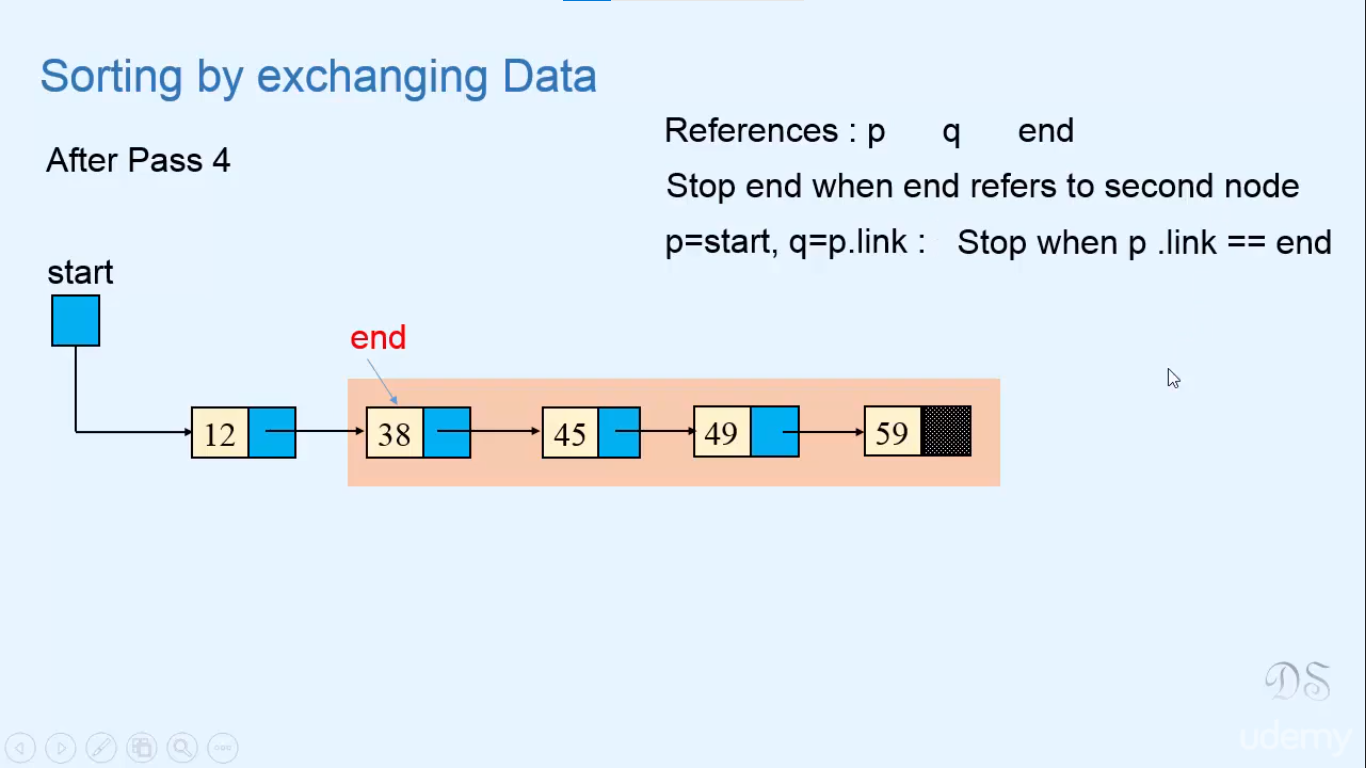 Sorting by exchanging Data
References : p q end
After Pass 4
Stop end when end refers to second node
p=start, q=p.link : Stop when p .link == end
start
end
12 38 45 49 59
DS
udemy